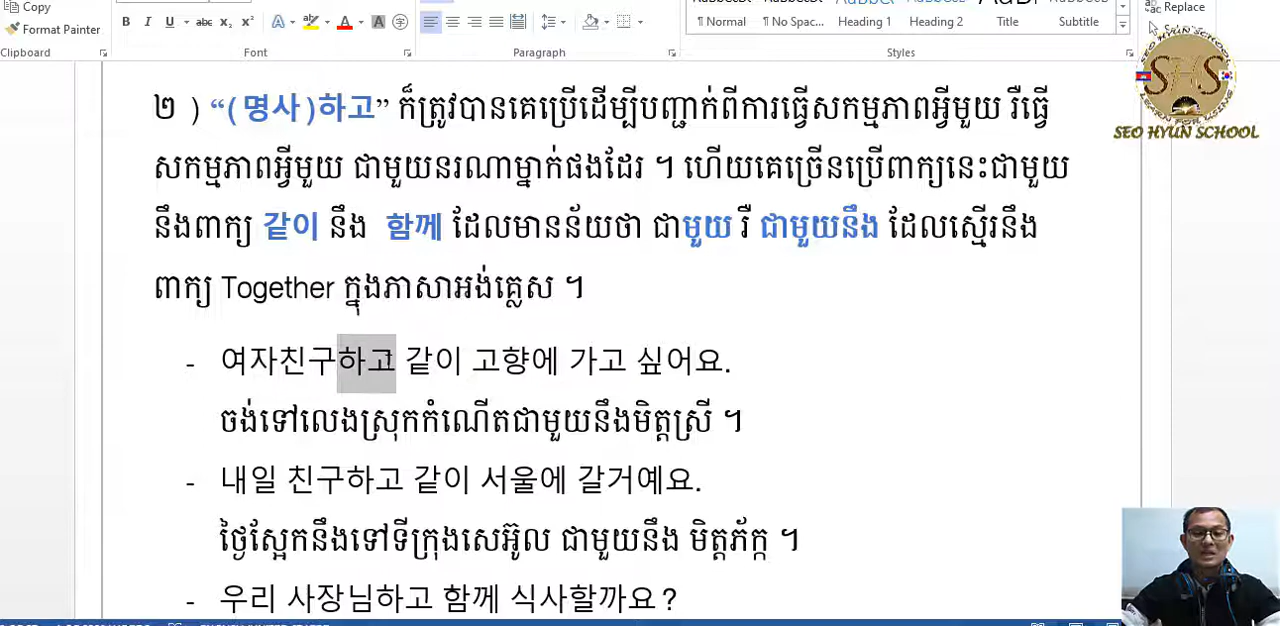 Copy
Format Painter
B I U abc x₂ x²
Replace
¶ Normal ¶ No Spac... Heading 1 Heading 2 Title Subtitle
Clipboard Font Paragraph Styles
SHS
LEARN FOR LIVING
SEO HYUN SCHOOL
២ ) “(명사)하고” ក៏ត្រូវបានគេប្រើដើម្បីបញ្ជាក់ពីការធ្វើសកម្មភាពអ្វីមួយ រឺធ្វើ
សកម្មភាពអ្វីមួយ ជាមួយនរណាម្នាក់ផងដែរ ។ ហើយគេច្រើនប្រើពាក្យនេះជាមួយ
នឹងពាក្យ 같이 នឹង 함께 ដែលមានន័យថា ជាមួយ រឺ ជាមួយនឹង ដែលស្មើរនឹង
ពាក្យ Together ក្នុងភាសាអង់គ្លេស ។
- 여자친구하고 같이 고향에 가고 싶어요.
ចង់ទៅលេងស្រុកកំណើតជាមួយនឹងមិត្តស្រី ។
- 내일 친구하고 같이 서울에 갈거예요.
ថ្ងៃស្អែកនឹងទៅទីក្រុងសេអ៊ូល ជាមួយនឹង មិត្តភ័ក្ក ។
- 우리 사장님하고 함께 식사할까요?